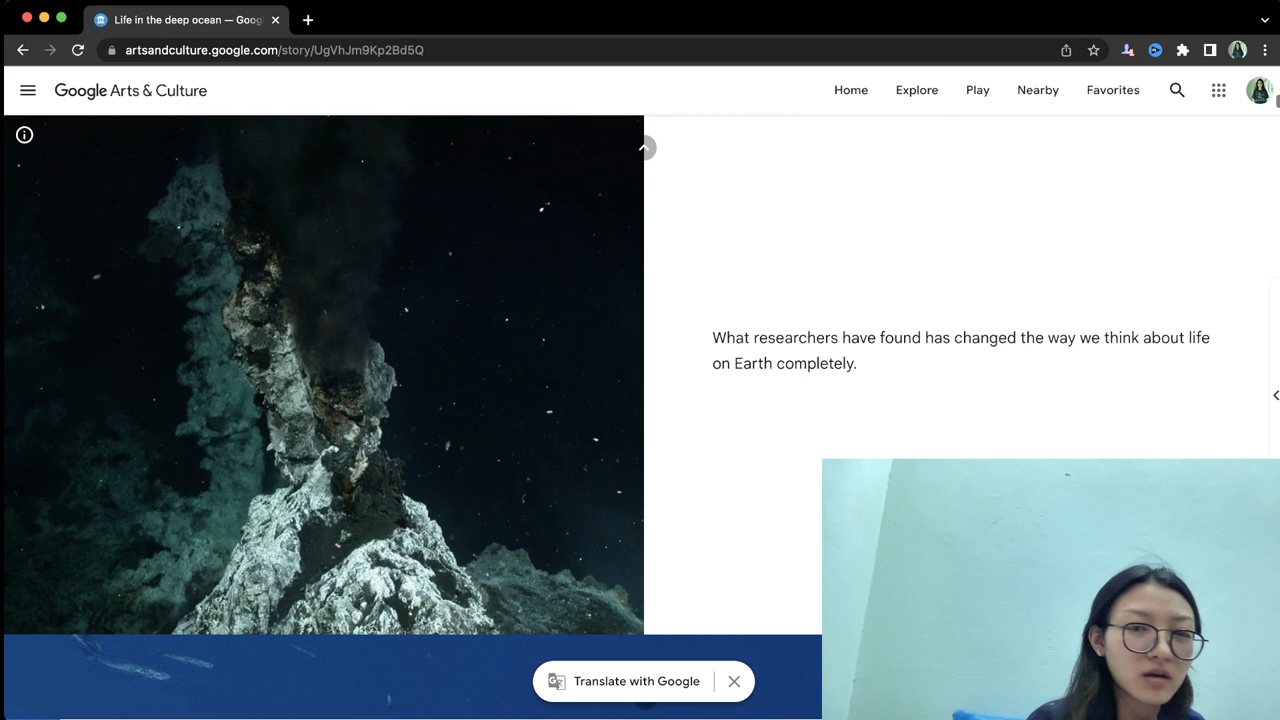 Life in the deep ocean — Goog
artsandculture.google.com/story/UgVhJm9Kp2Bd5Q
Google Arts & Culture
Home
Explore
Play
Nearby
Favorites
What researchers have found has changed the way we think about life
on Earth completely.
Translate with Google